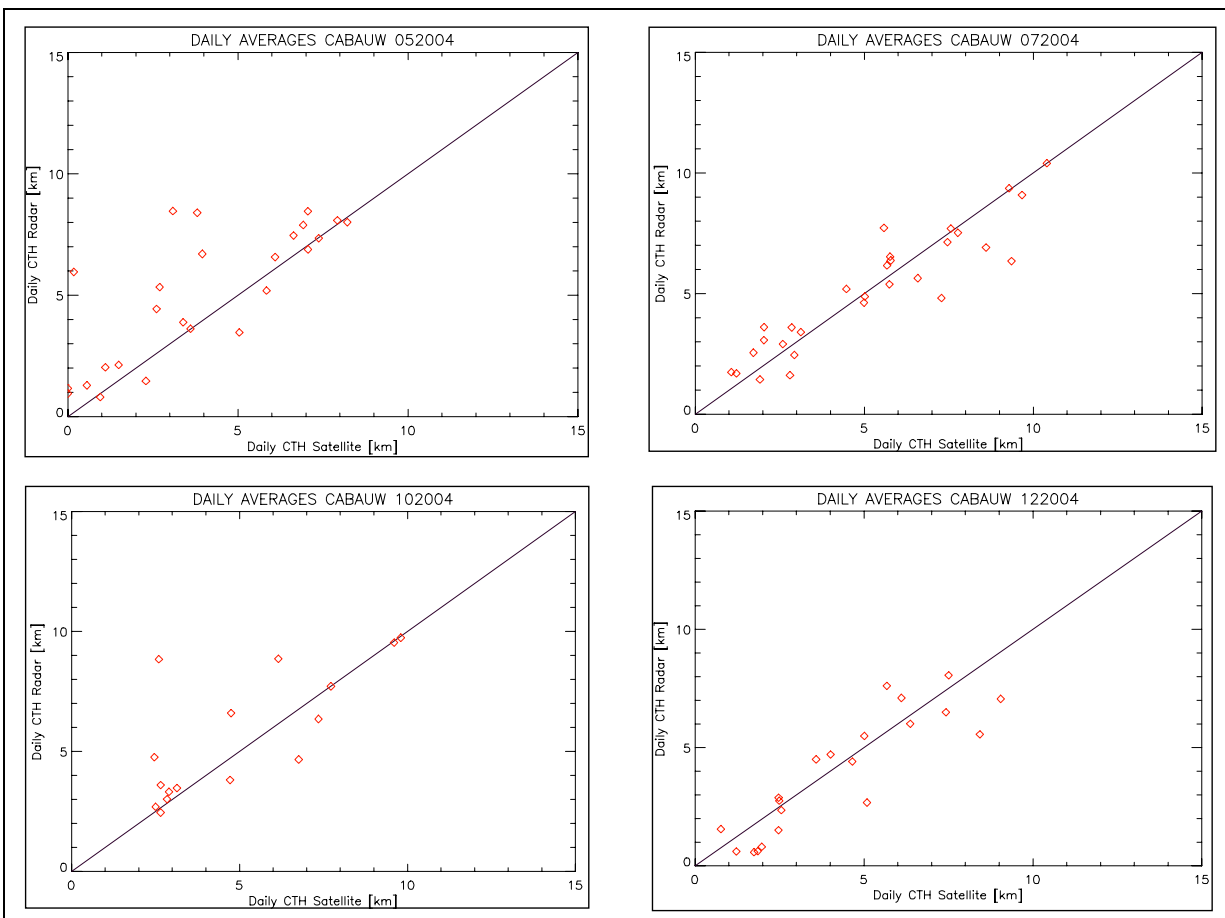 DAILY AVERAGES CABAUW 052004
15
10
5
0
Daily CTH Radar [km]
0 5 10 15
Daily CTH Satellite [km]
DAILY AVERAGES CABAUW 072004
15
10
5
0
Daily CTH Radar [km]
0 5 10 15
Daily CTH Satellite [km]
DAILY AVERAGES CABAUW 102004
15
10
5
0
Daily CTH Radar [km]
0 5 10 15
Daily CTH Satellite [km]
DAILY AVERAGES CABAUW 122004
15
10
5
0
Daily CTH Radar [km]
0 5 10 15
Daily CTH Satellite [km]